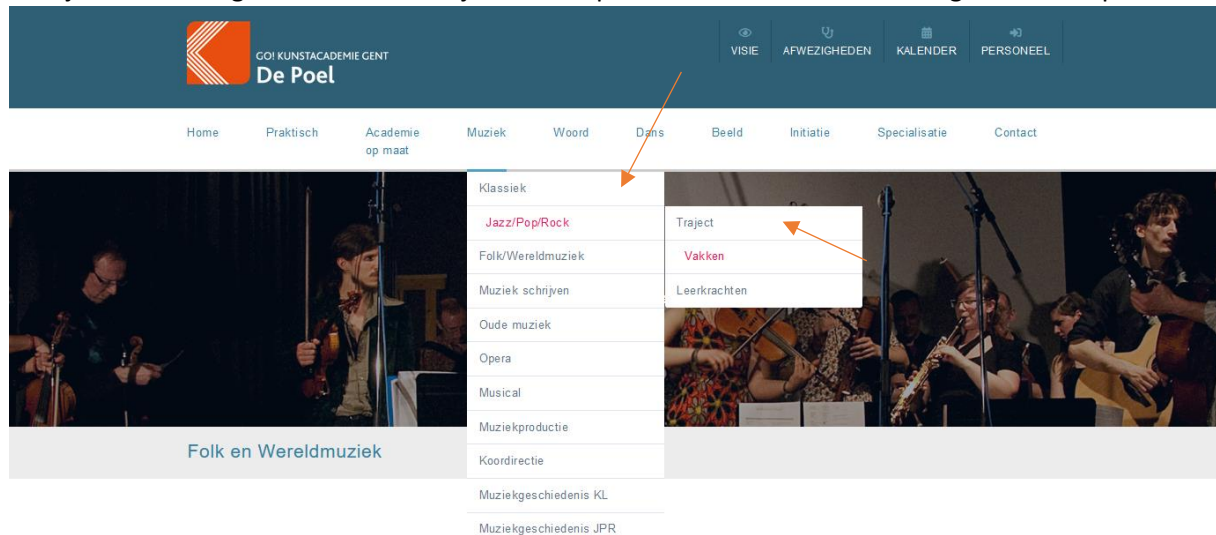 GO! KUNSTACADEMIE GENT
De Poel
VISIE
AFWEZIGHEDEN
KALENDER
PERSONEEL
Home
Praktisch
Academie
op maat
Muziek
Woord
Dans
Beeld
Initiatie
Specialisatie
Contact
Klassiek
Jazz/Pop/Rock
Folk/Wereldmuziek
Muziek schrijven
Oude muziek
Opera
Musical
Muziekproductie
Koordirectie
Muziekgeschiedenis KL
Muziekgeschiedenis JPR
Traject
Vakken
Leerkrachten
Folk en Wereldmuziek